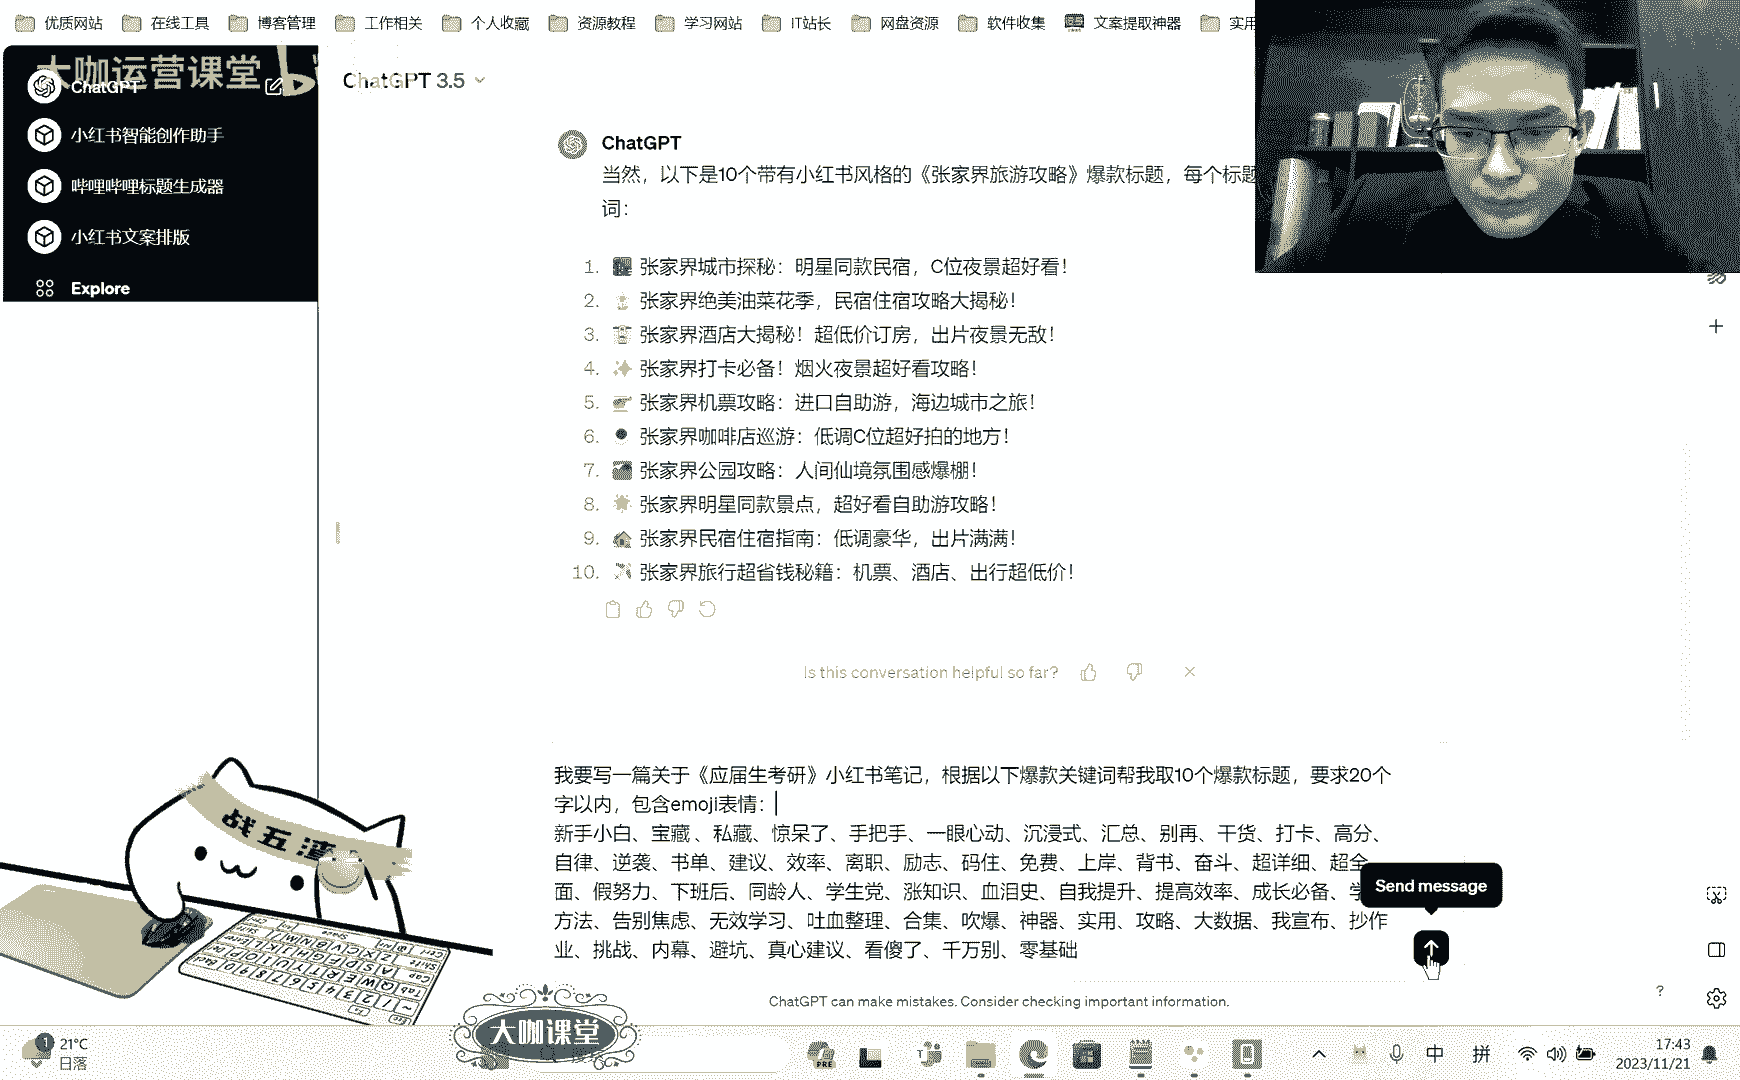 优质网站 在线工具 博客管理 工作相关 个人收藏 资源教程 学习网站 IT站长 网盘资源 软件收集 文案提取神器 实用
大咖运营课堂
ChatGPT
小红书智能创作助手
哔哩哔哩标题生成器
小红书文案排版
Explore
ChatGPT 3.5
ChatGPT
当然，以下是10个带有小红书风格的《张家界旅游攻略》爆款标题，每个标题
词：
1. 张家界城市探秘：明星同款民宿，C位夜景超好看！
2. 张家界绝美油菜花季，民宿住宿攻略大揭秘！
3. 张家界酒店大揭秘！超低价订房，出片夜景无敌！
4. ✨ 张家界打卡必备！烟火夜景超好看攻略！
5. 张家界机票攻略：进口自助游，海边城市之旅！
6. 张家界咖啡店巡游：低调C位超好拍的地方！
7. 张家界公园攻略：人间仙境氛围感爆棚！
8. 张家界明星同款景点，超好看自助游攻略！
9. 张家界民宿住宿指南：低调豪华，出片满满！
10. 张家界旅行超省钱秘籍：机票、酒店、出行超低价！
Is this conversation helpful so far?
我要写一篇关于《应届生考研》小红书笔记，根据以下爆款关键词帮我取10个爆款标题，要求20个
字以内，包含emoji表情：
新手小白、宝藏、私藏、惊呆了、手把手、一眼心动、沉浸式、汇总、别再、干货、打卡、高分、
自律、逆袭、书单、建议、效率、离职、励志、码住、免费、上岸、背书、奋斗、超详细、超全
面、假努力、下班后、同龄人、学生党、涨知识、血泪史、自我提升、提高效率、成长必备、学
方法、告别焦虑、无效学习、吐血整理、合集、吹爆、神器、实用、攻略、大数据、我宣布、抄作
业、挑战、内幕、避坑、真心建议、看傻了、千万别、零基础
Send message
ChatGPT can make mistakes. Consider checking important information.
?
战五渣
大咖课堂
1
21°C
日落
PRE
中
拼
17:43
2023/11/21